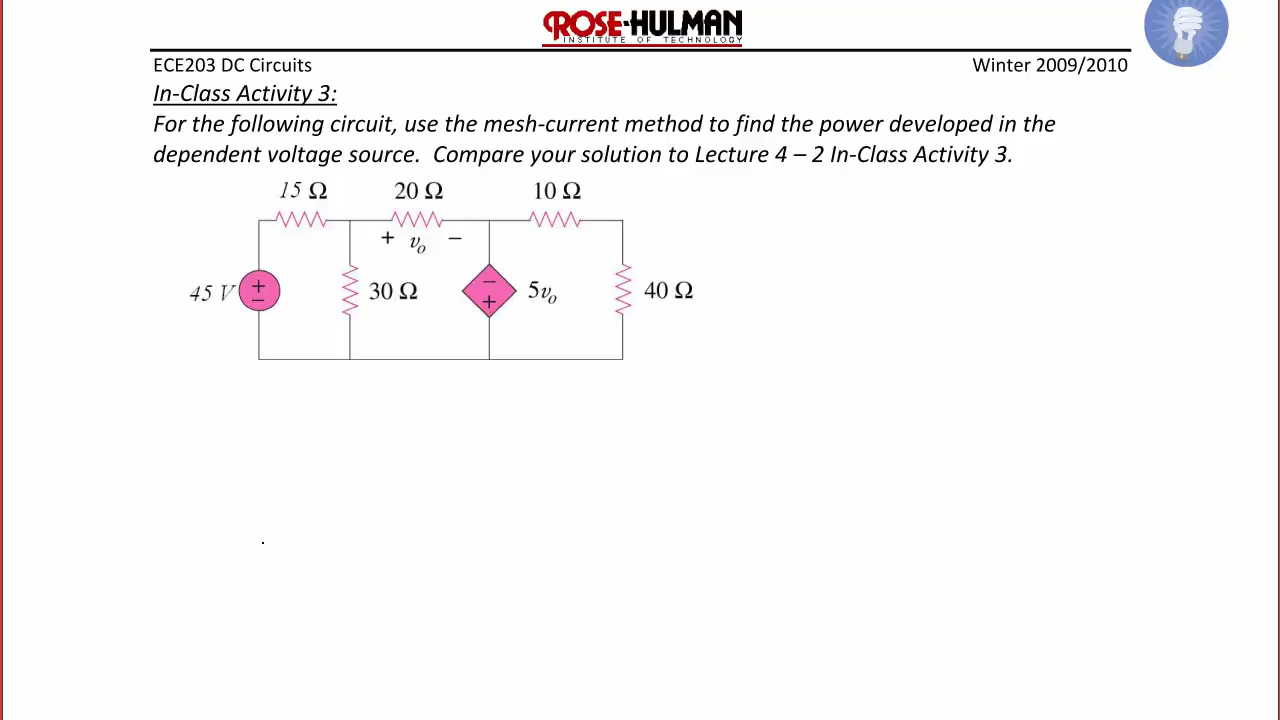 ROSE-HULMAN
INSTITUTE OF TECHNOLOGY
ECE203 DC Circuits Winter 2009/2010
In-Class Activity 3:
For the following circuit, use the mesh-current method to find the power developed in the
dependent voltage source.  Compare your solution to Lecture 4 – 2 In-Class Activity 3.
15 Ω 20 Ω 10 Ω
+ vₒ −
45 V + − 30 Ω − + 5vₒ 40 Ω